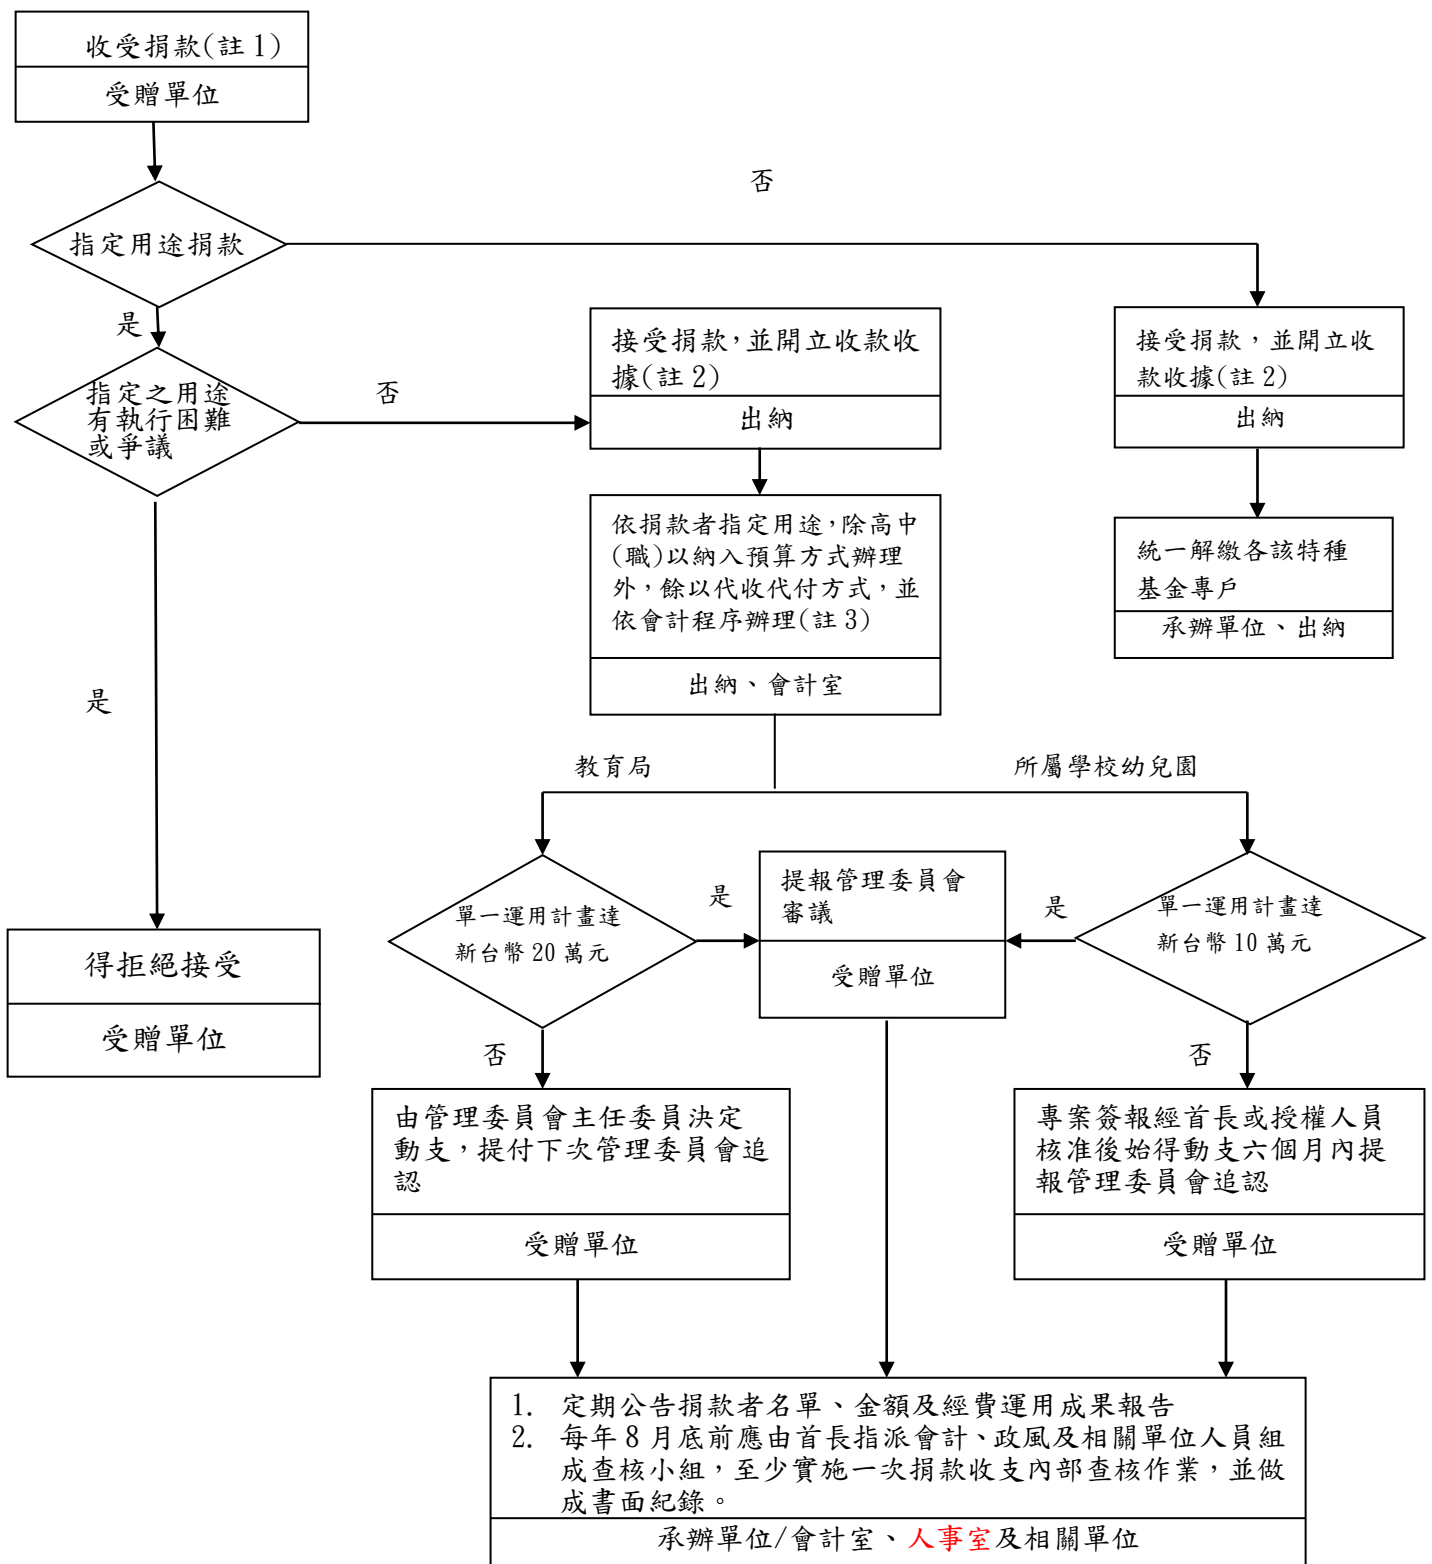 收受捐款(註 1)
受贈單位
否
指定用途捐款
是
指定之用途
有執行困難
或爭議
否
接受捐款,並開立收款收
據(註 2)
出納
接受捐款，並開立收
款收據(註 2)
出納
依捐款者指定用途,除高中
(職)以納入預算方式辦理
外，餘以代收代付方式，並
依會計程序辦理(註 3)
出納、會計室
統一解繳各該特種
基金專戶
承辦單位、出納
是
教育局
所屬學校幼兒園
單一運用計畫達
新台幣 20 萬元
是
提報管理委員會
審議
受贈單位
是
單一運用計畫達
新台幣 10 萬元
得拒絕接受
受贈單位
否
否
由管理委員會主任委員決定
動支，提付下次管理委員會追
認
受贈單位
專案簽報經首長或授權人員
核准後始得動支六個月內提
報管理委員會追認
受贈單位
1. 定期公告捐款者名單、金額及經費運用成果報告
2. 每年 8 月底前應由首長指派會計、政風及相關單位人員組
成查核小組，至少實施一次捐款收支內部查核作業，並做
成書面紀錄。
承辦單位/會計室、人事室及相關單位